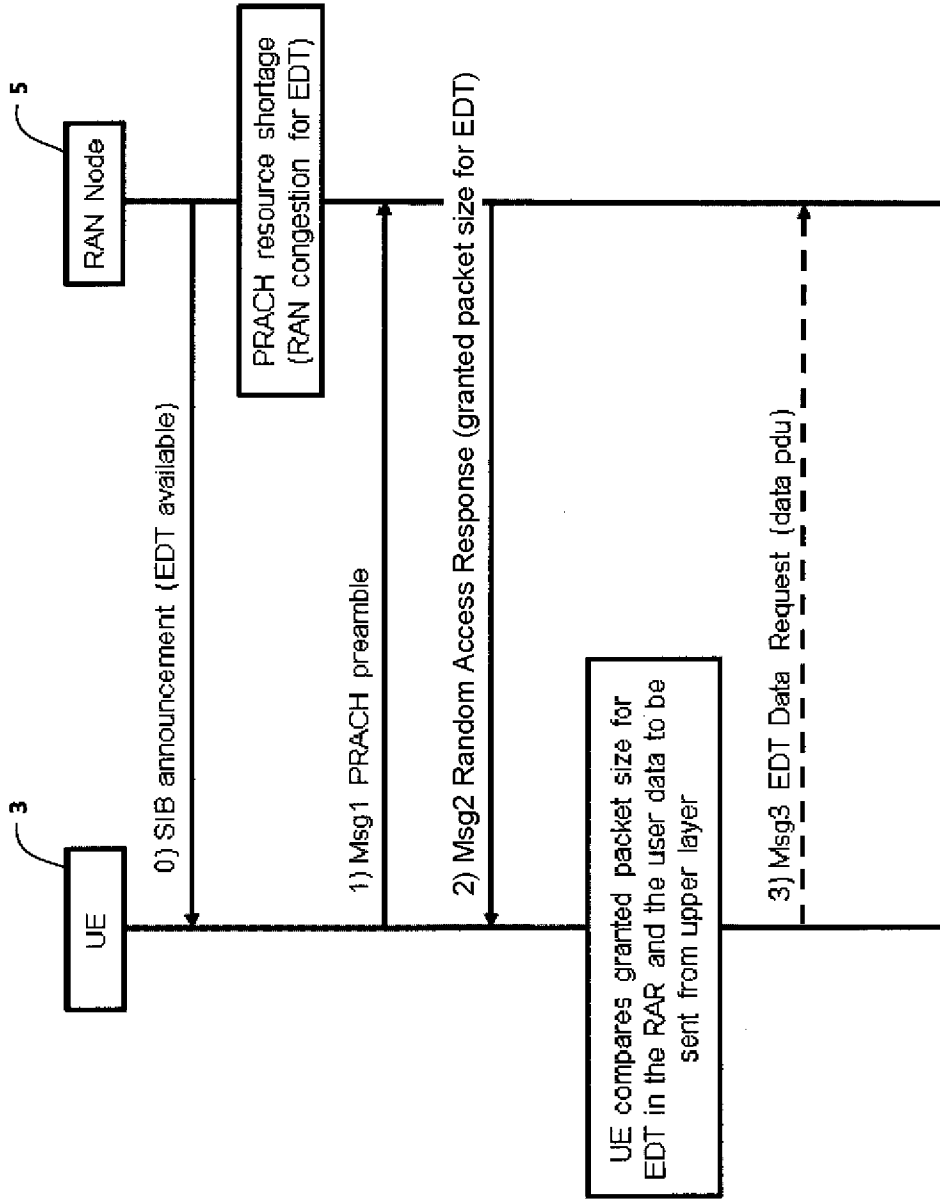 3
UE
5
RAN Node
0) SIB announcement (EDT available)
PRACH resource shortage
(RAN congestion for EDT)
1) Msg1 PRACH preamble
2) Msg2 Random Access Response (granted packet size for EDT)
UE compares granted packet size for
EDT in the RAR and the user data to be
sent from upper layer
3) Msg3 EDT Data Request (data pdu)